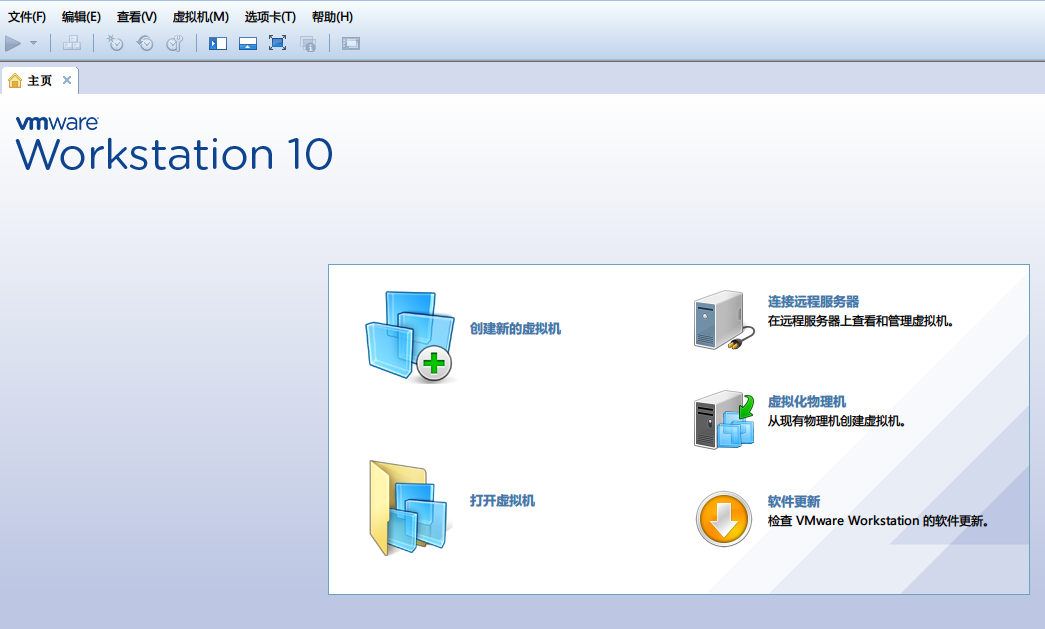 文件(F) 编辑(E) 查看(V) 虚拟机(M) 选项卡(T) 帮助(H)
主页
vmware
Workstation 10
创建新的虚拟机
打开虚拟机
连接远程服务器
在远程服务器上查看和管理虚拟机。
虚拟化物理机
从现有物理机创建虚拟机。
软件更新
检查 VMware Workstation 的软件更新。